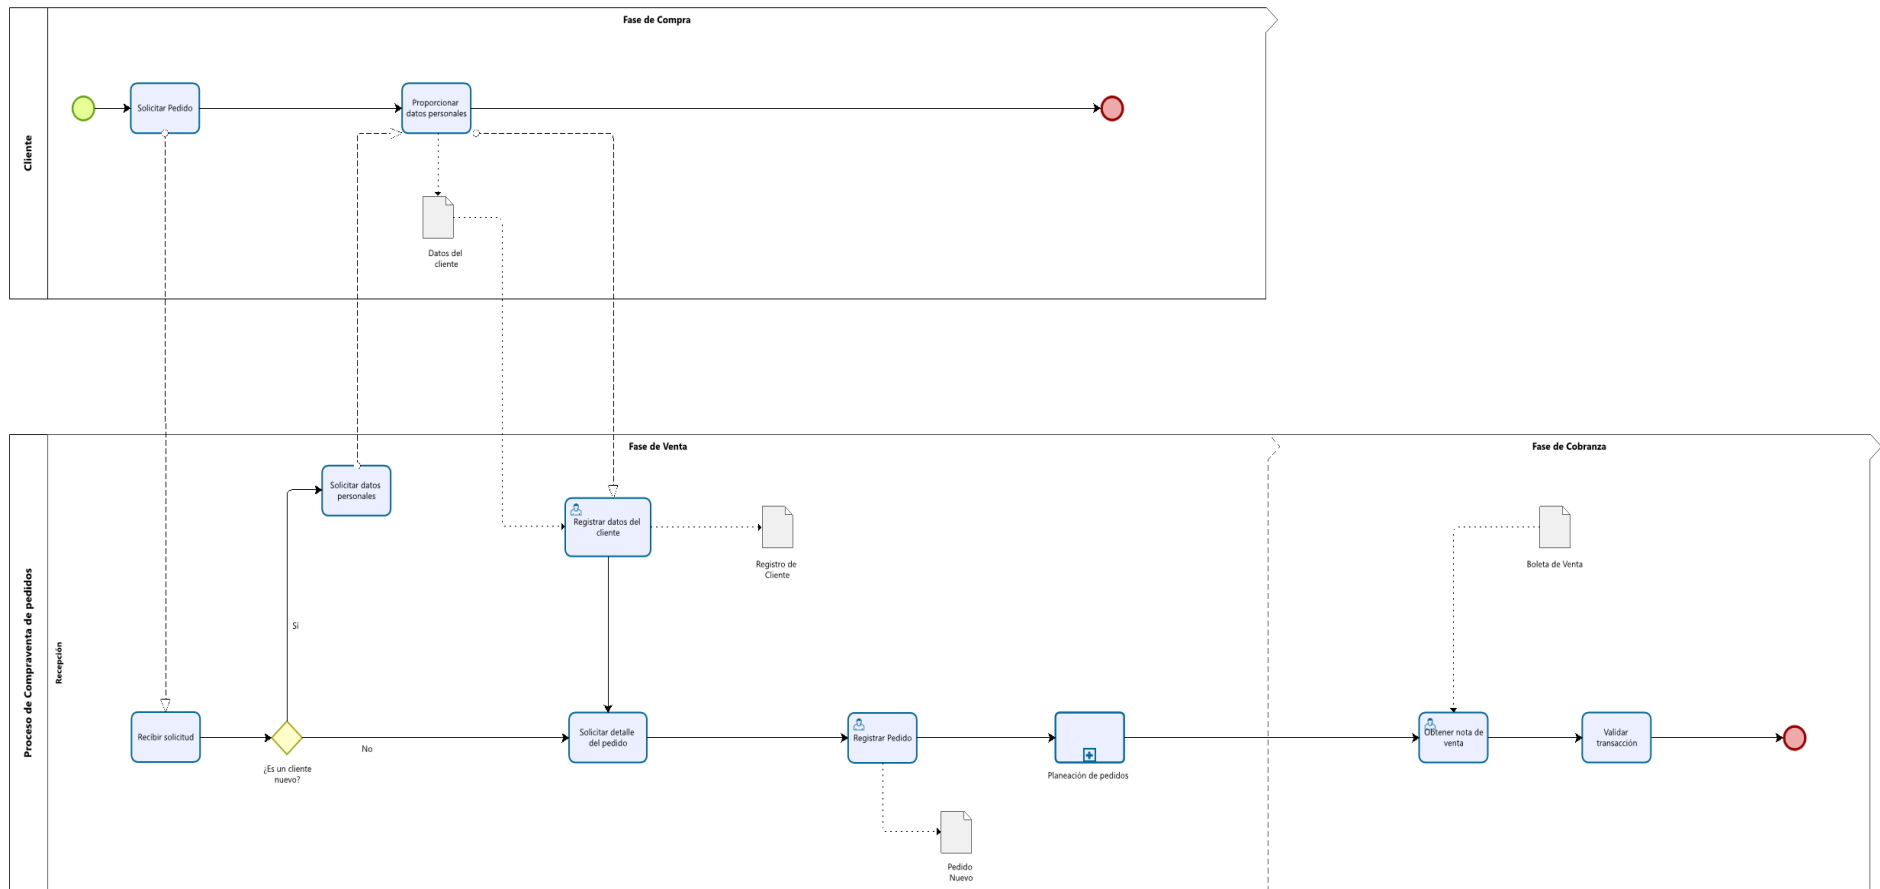 Fase de Compra
Cliente
Solicitar Pedido
Proporcionar
datos personales
Datos del
cliente
Proceso de Compraventa de pedidos
Recepción
Fase de Venta
Fase de Cobranza
Solicitar datos
personales
Registrar datos del
cliente
Registro de
Cliente
Boleta de Venta
Si
Recibir solicitud
¿Es un cliente
nuevo?
No
Solicitar detalle
del pedido
Registrar Pedido
Planeación de pedidos
Obtener nota de
venta
Validar
transacción
Pedido
Nuevo